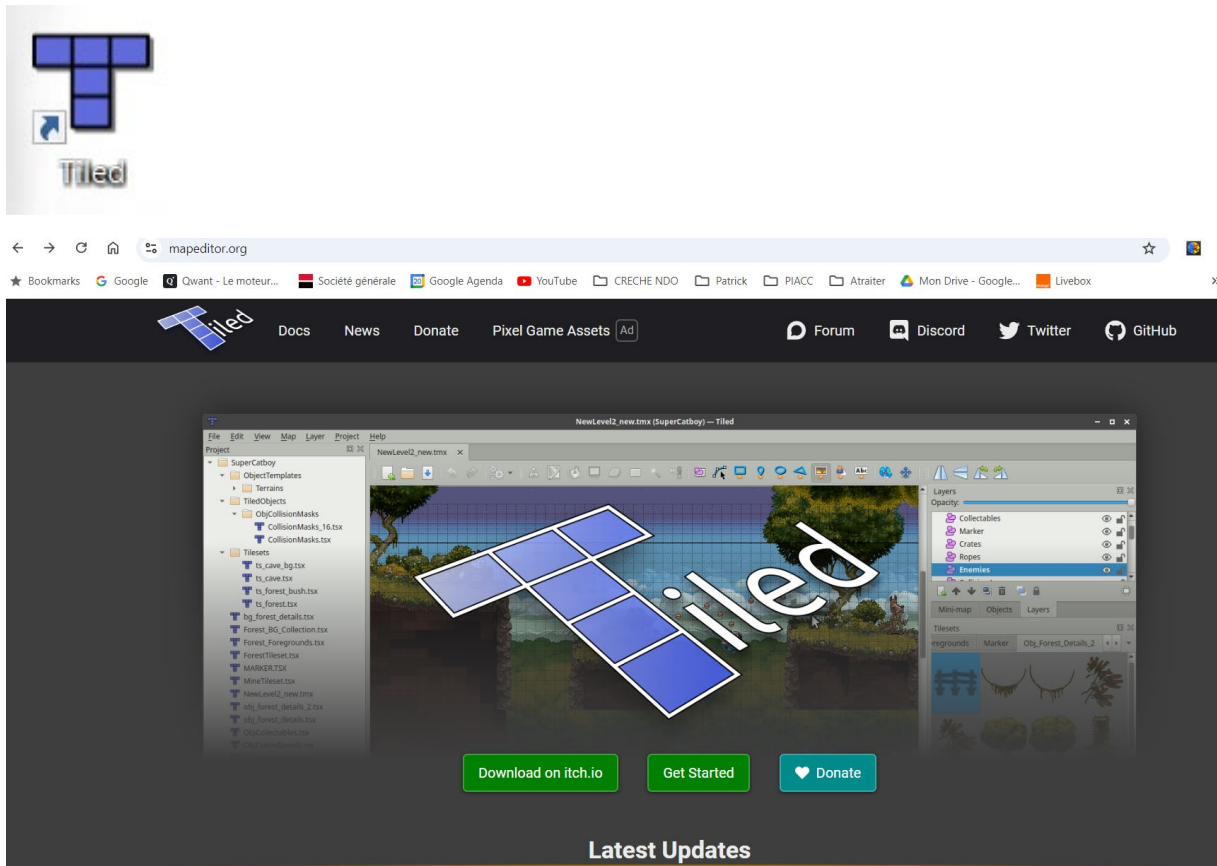 Tiled
mapeditor.org
Bookmarks Google Qwant - Le moteur... Société générale Google Agenda YouTube CRECHE NDO Patrick PIACC Atraiter Mon Drive - Google... Livebox
Tiled Docs News Donate Pixel Game Assets Ad Forum Discord Twitter GitHub
NewLevel2_new.tmx (SuperCatboy) — Tiled
File Edit View Map Layer Project Help
Project
NewLevel2_new.tmx
SuperCatboy
ObjectTemplates
Terrains
TiledObjects
ObjCollisionMasks
CollisionMasks_16.tsx
CollisionMasks.tsx
Tilesets
ts_cave_bg.tsx
ts_cave.tsx
ts_forest_bush.tsx
ts_forest.tsx
bg_forest_details.tsx
Forest_BG_Collection.tsx
Forest_Foregrounds.tsx
ForestTileset.tsx
MARKER.TSX
MineTileset.tsx
NewLevel2_new.tmx
obj_forest_details_2.tsx
obj_forest_details.tsx
ObjCollectables.tsx
Abc
Tiled
Layers
Opacity:
Collectables
Marker
Crates
Ropes
Enemies
Mini-map Objects Layers
Tilesets
regrounds Marker Obj_Forest_Details_2
Download on itch.io Get Started Donate
Latest Updates